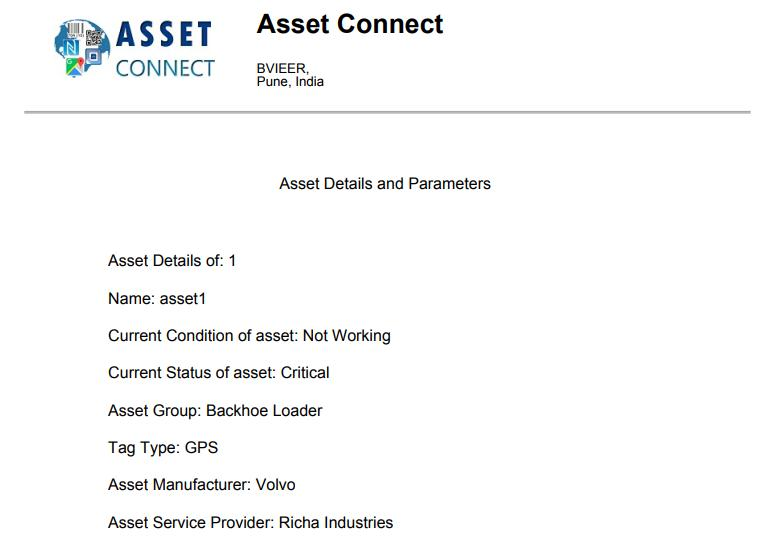 ASSET
CONNECT
Asset Connect
BVIEER,
Pune, India
Asset Details and Parameters
Asset Details of: 1
Name: asset1
Current Condition of asset: Not Working
Current Status of asset: Critical
Asset Group: Backhoe Loader
Tag Type: GPS
Asset Manufacturer: Volvo
Asset Service Provider: Richa Industries